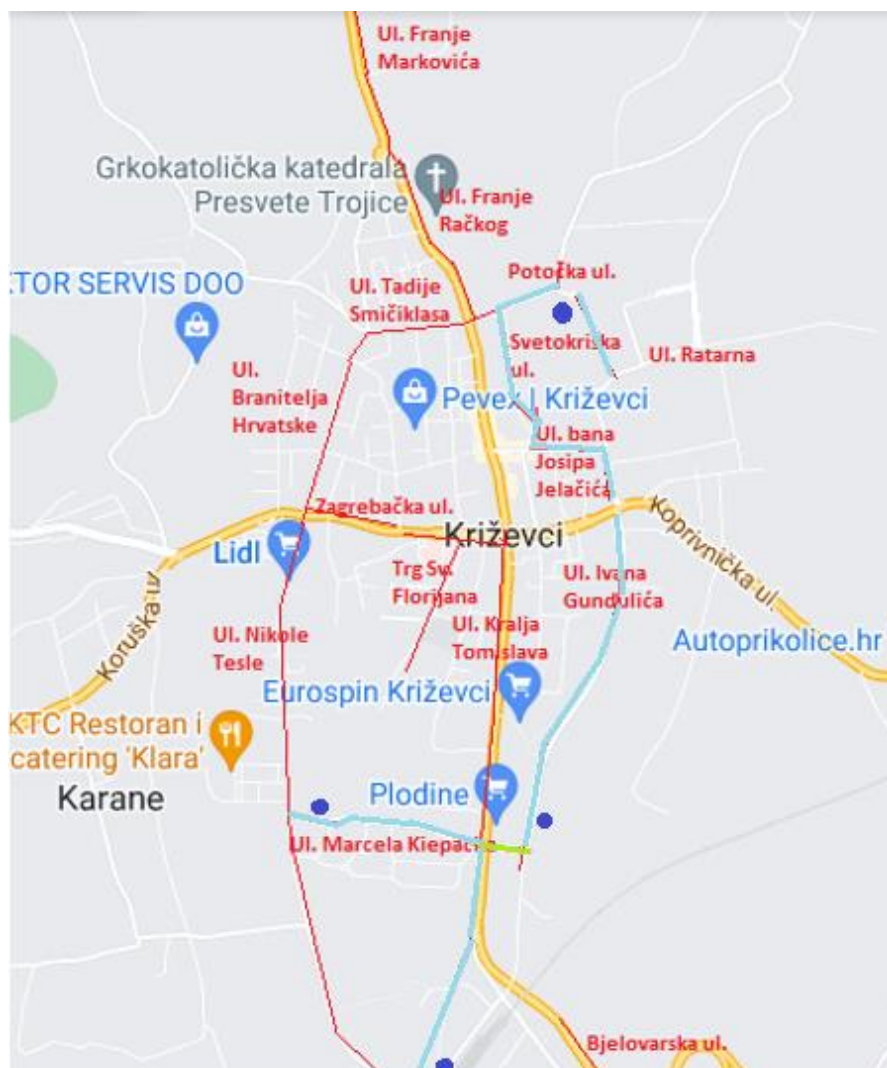 Ul. Franje
Markovića
Grkokatolička katedrala
Presvete Trojice
Ul. Franje
Račkog
KTOR SERVIS DOO
Ul. Tadije
Smičiklasa
Potočka ul.
Svetokriška
ul.
Ul. Ratarna
Ul.
Branitelja
Hrvatske
Pevex | Križevci
Ul. bana
Josipa
Jelačića
Zagrebačka ul.
Križevci
Koprivnička ul.
Lidl
Trg Sv.
Florijana
Ul. Ivana
Gundulića
Koruška ul
Ul. Nikole
Tesle
Ul. Kralja
Tomislava
Autoprikolice.hr
Eurospin Križevci
KTC Restoran i
catering 'Klara'
Karane
Plodine
Ul. Marcela
Bjelovarska ul.